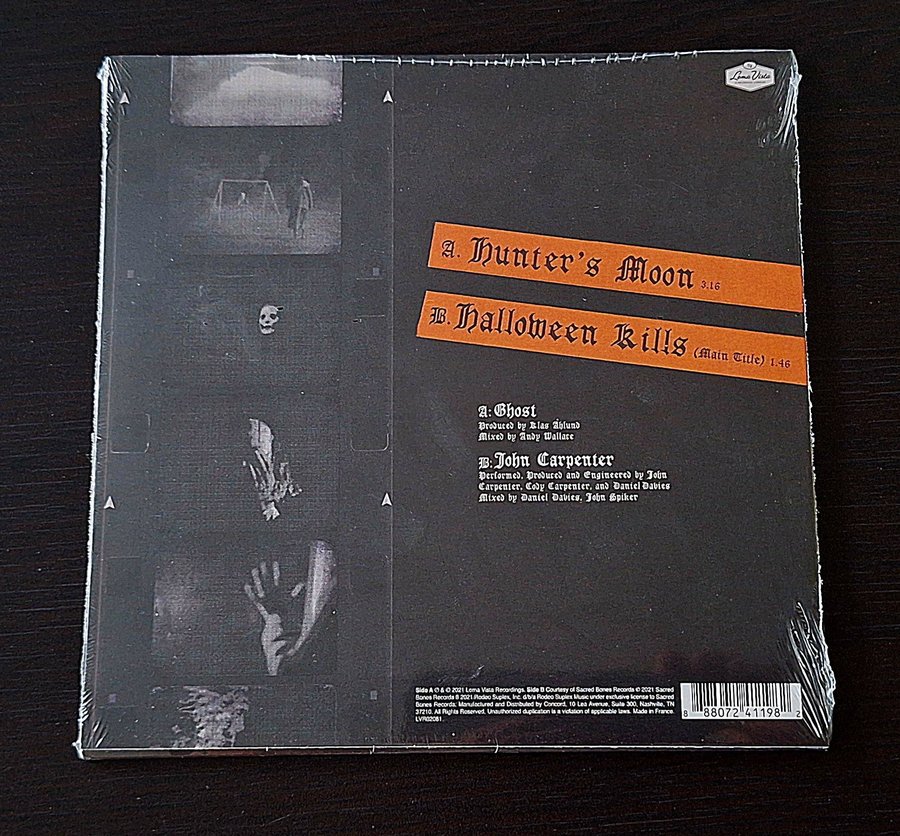 Loma Vista
A. Hunter's Moon 3.16
B. Halloween Kills (Main Title) 1.46
A: Ghost
Produced by Klas Åhlund
Mixed by Andy Wallace
B: John Carpenter
Performed, Produced and Engineered by John
Carpenter, Cody Carpenter, and Daniel Davies
Mixed by Daniel Davies, John Spiker
Side A ℗ & © 2021 Loma Vista Recordings. Side B Courtesy of Sacred Bones Records © 2021 Sacred
Bones Records ℗ 2021 Rodeo Suplex, Inc. d/b/a Rodeo Suplex Music under exclusive license to Sacred
Bones Records. Manufactured and Distributed by Concord, 10 Lea Avenue, Suite 300, Nashville, TN
37210. All Rights Reserved. Unauthorized duplication is a violation of applicable laws. Made in France.
LVR02081.
8 88072 41198 2